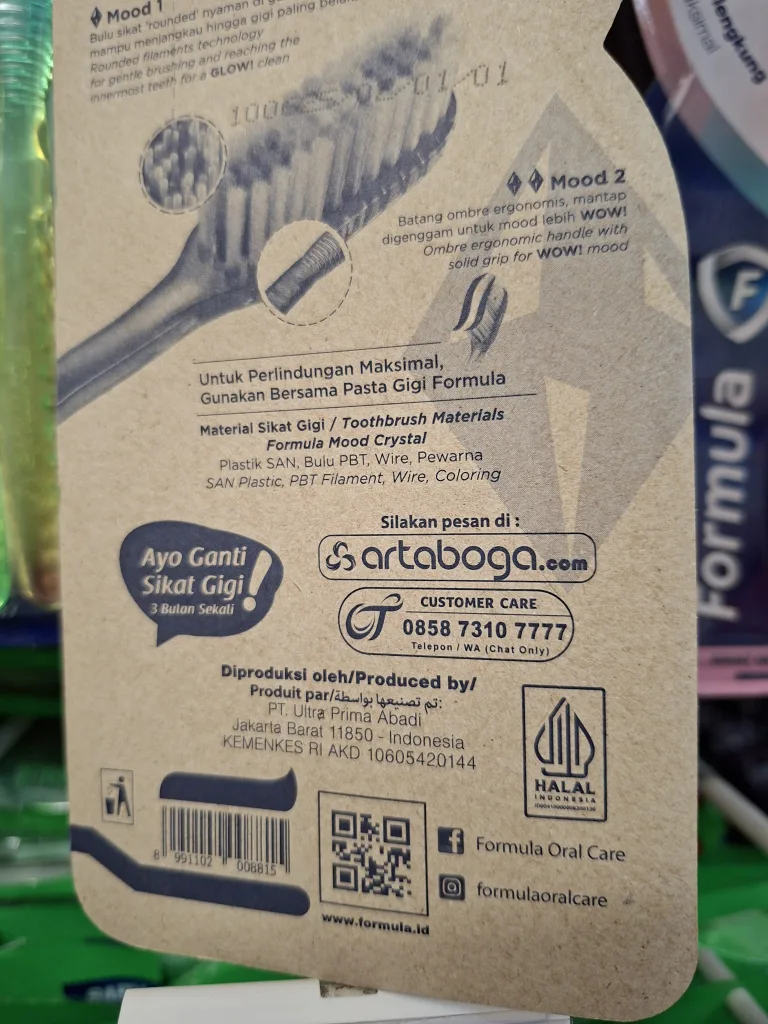 Mood 1
Bulu sikat 'rounded' nyaman di
mampu menjangkau hingga gigi paling
Rounded filaments technology
for gentle brushing and reaching the
innermost teeth for a GLOW! clean
01 01
Mood 2
Batang ombre ergonomis, mantap
digenggam untuk mood lebih WOW!
Ombre ergonomic handle with
solid grip for WOW! mood
Untuk Perlindungan Maksimal,
Gunakan Bersama Pasta Gigi Formula
Material Sikat Gigi / Toothbrush Materials
Formula Mood Crystal
Plastik SAN, Bulu PBT, Wire, Pewarna
SAN Plastic, PBT Filament, Wire, Coloring
Silakan pesan di :
artaboga.com
Ayo Ganti
Sikat Gigi!
3 Bulan Sekali
CUSTOMER CARE
0858 7310 7777
Telepon / WA (Chat Only)
Diproduksi oleh/Produced by/
Produit par/تم تصنيعها بواسطة:
PT. Ultra Prima Abadi
Jakarta Barat 11850 - Indonesia
KEMENKES RI AKD 10605420144
HALAL
INDONESIA
8 991102 008815
www.formula.id
Formula Oral Care
formulaoralcare
F
Formula
lengkung